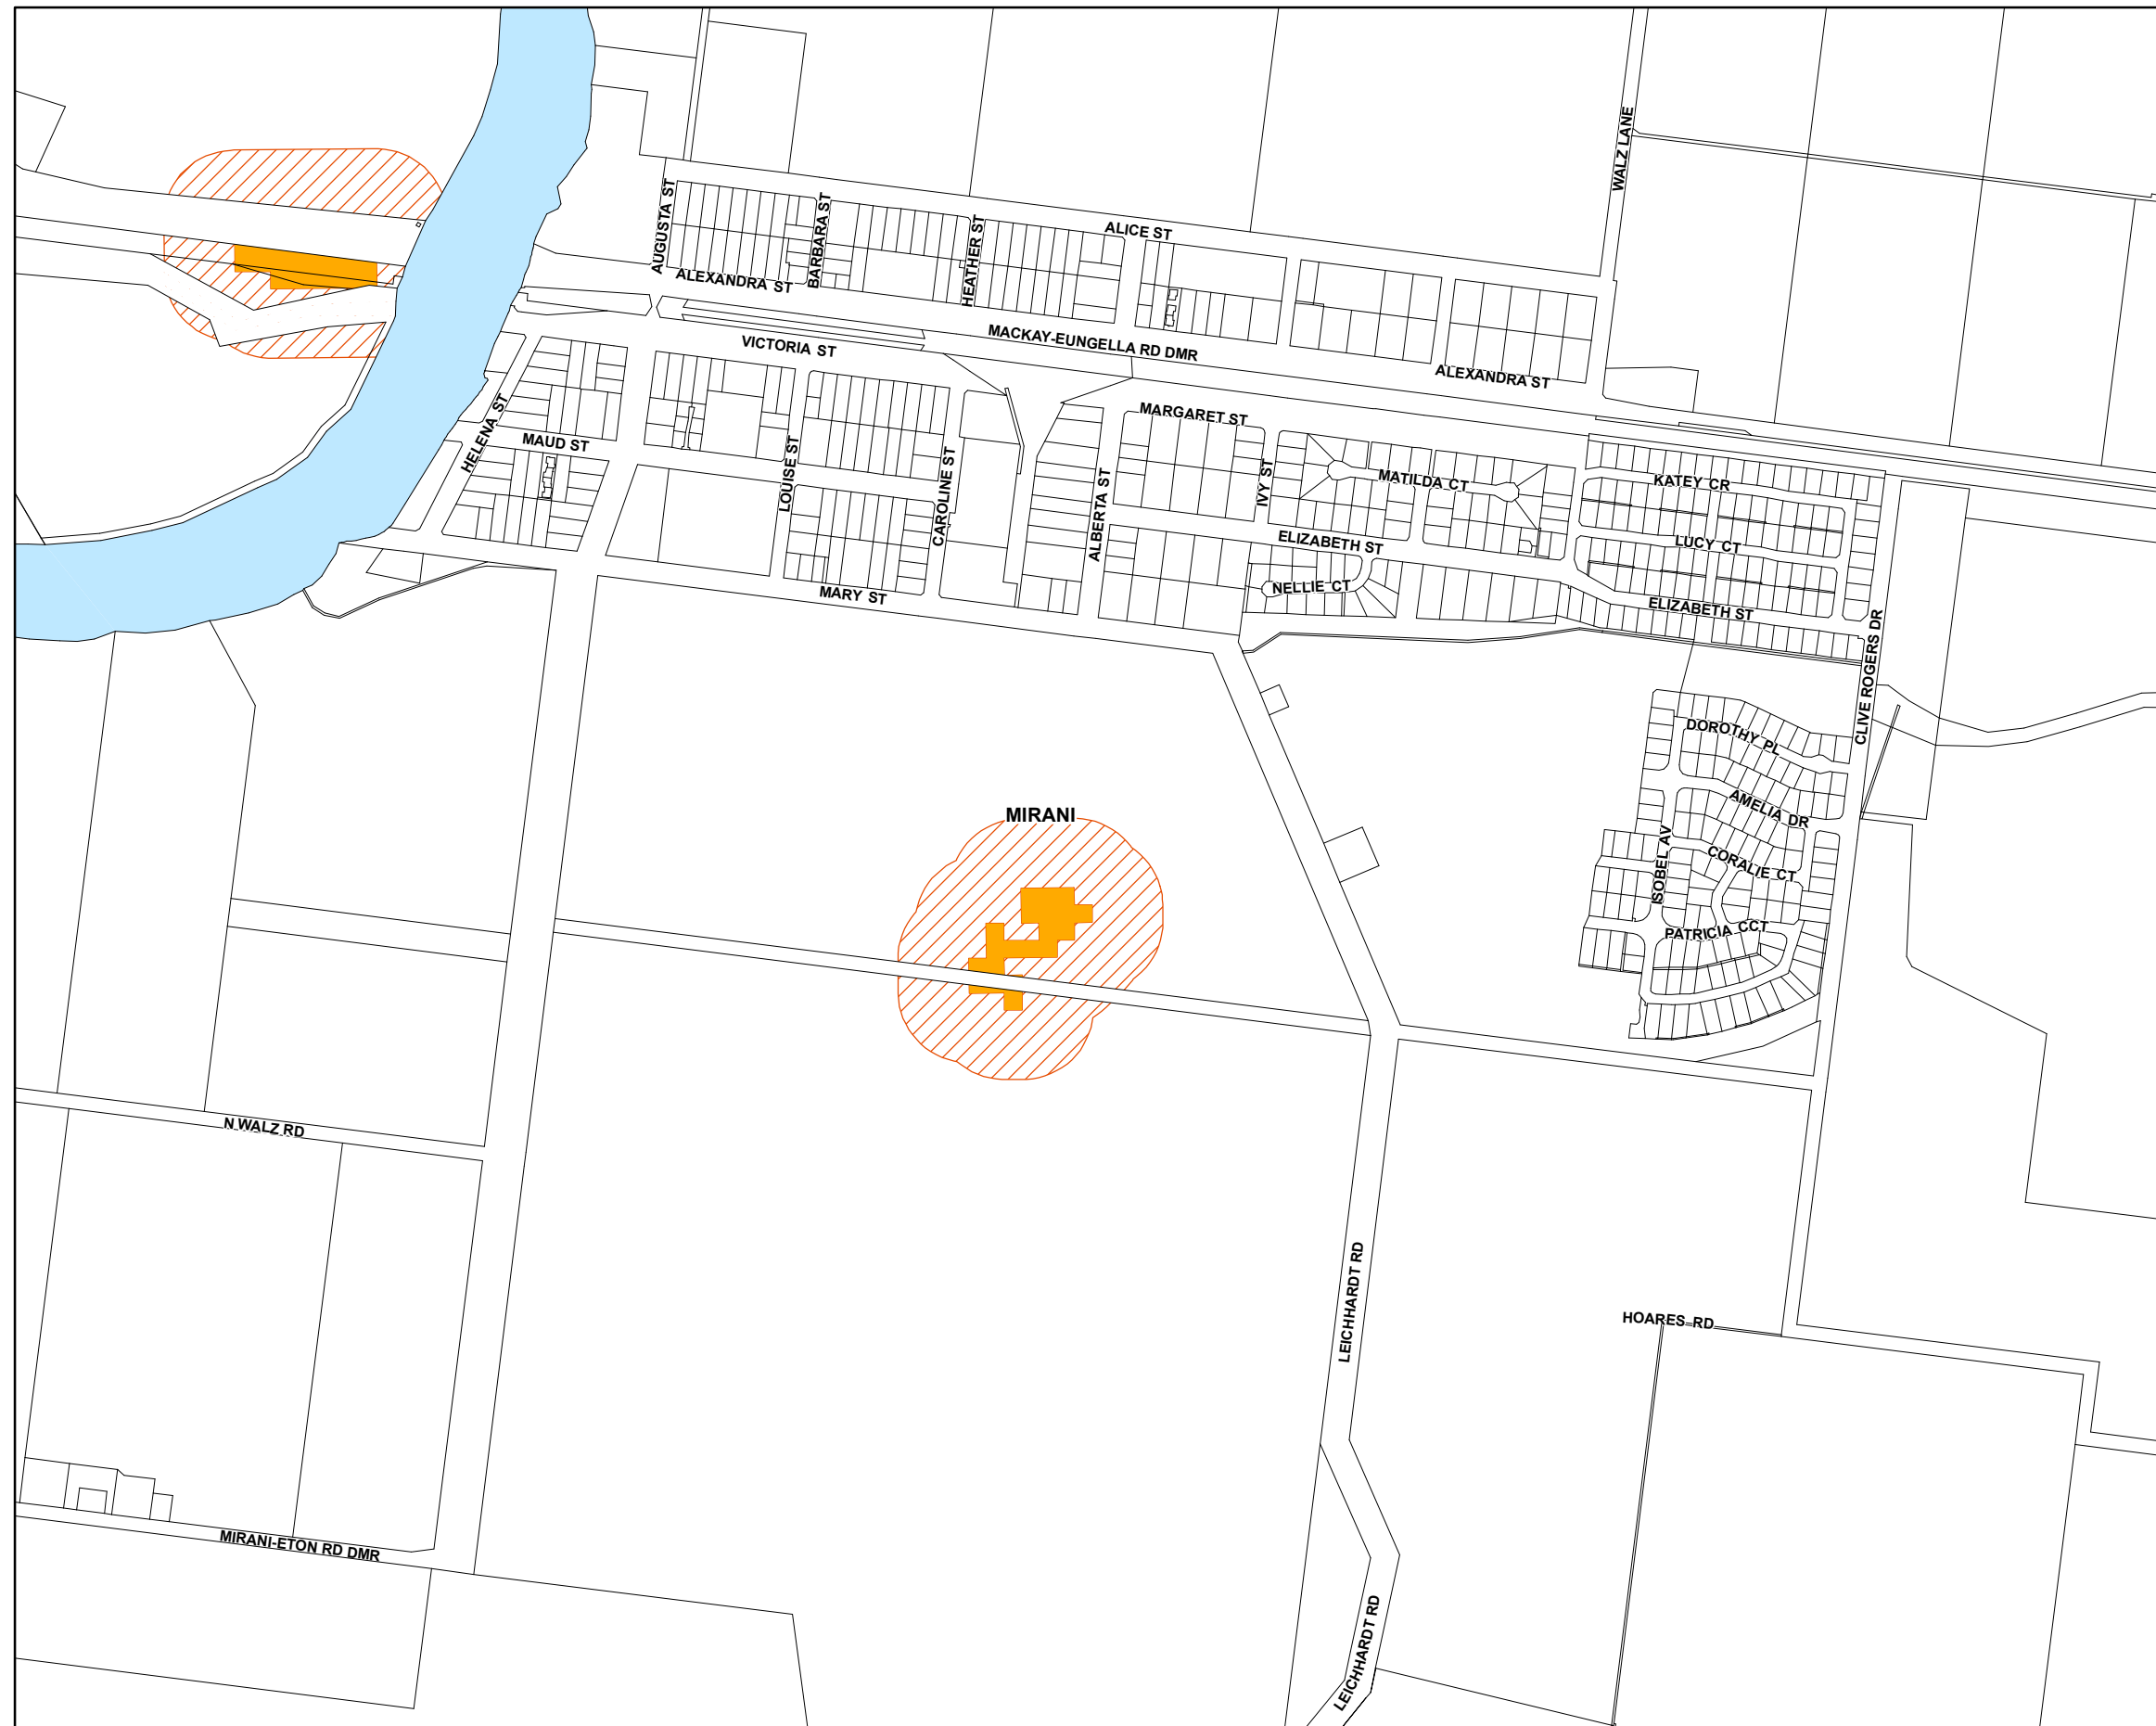 WALZ LANE
AUGUSTA ST
BARBARA ST
HEATHER ST
ALICE ST
ALEXANDRA ST
MACKAY-EUNGELLA RD DMR
VICTORIA ST
ALEXANDRA ST
HELENA ST
MAUD ST
LOUISE ST
CAROLINE ST
ALBERTA ST
MARGARET ST
IVY ST
MATILDA CT
KATEY CR
LUCY CT
ELIZABETH ST
NELLIE CT
MARY ST
ELIZABETH ST
CLIVE ROGERS DR
DOROTHY PL
AMELIA DR
ISOBEL AV
CORALIE CT
PATRICIA CCT
MIRANI
N WALZ RD
LEICHHARDT RD
HOARES RD
MIRANI-ETON RD DMR
LEICHHARDT RD